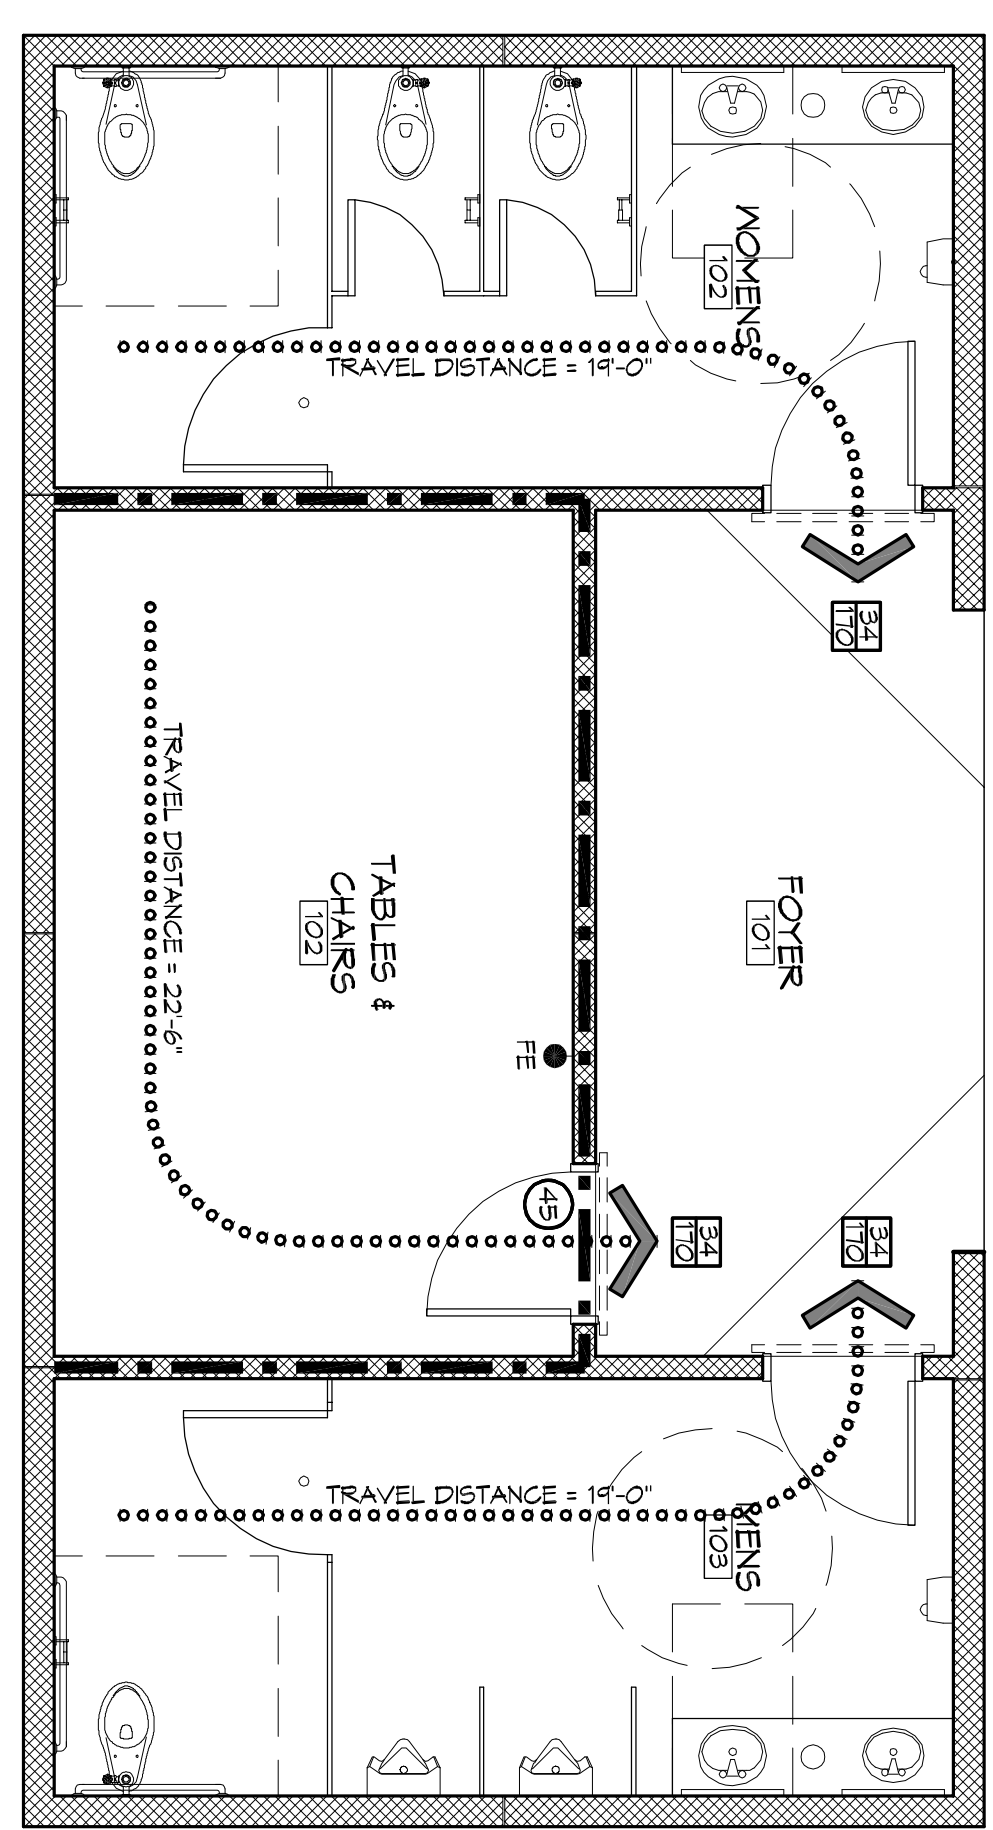 WOMENS
102
TRAVEL DISTANCE = 19'-0"
34
170
TRAVEL DISTANCE = 22'-6"
TABLES &
CHAIRS
102
FOYER
101
FE
45
34
170
34
170
TRAVEL DISTANCE = 19'-0"
MENS
103